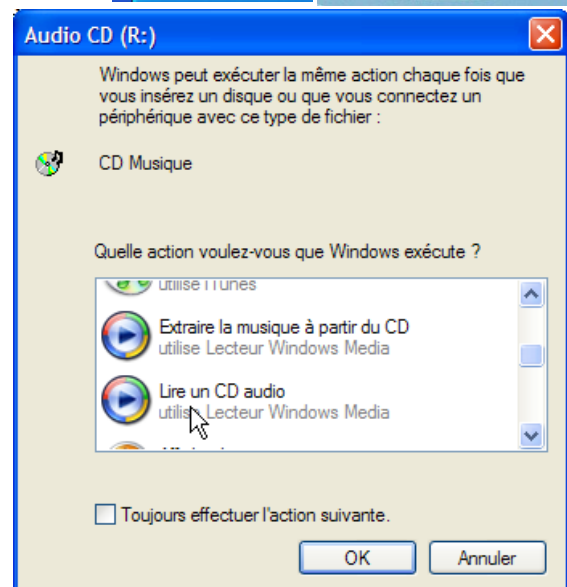 Audio CD (R:)
Windows peut exécuter la même action chaque fois que
vous insérez un disque ou que vous connectez un
périphérique avec ce type de fichier :
CD Musique
Quelle action voulez-vous que Windows exécute ?
utilise iTunes
Extraire la musique à partir du CD
utilise Lecteur Windows Media
Lire un CD audio
utilise Lecteur Windows Media
Toujours effectuer l'action suivante.
OK Annuler